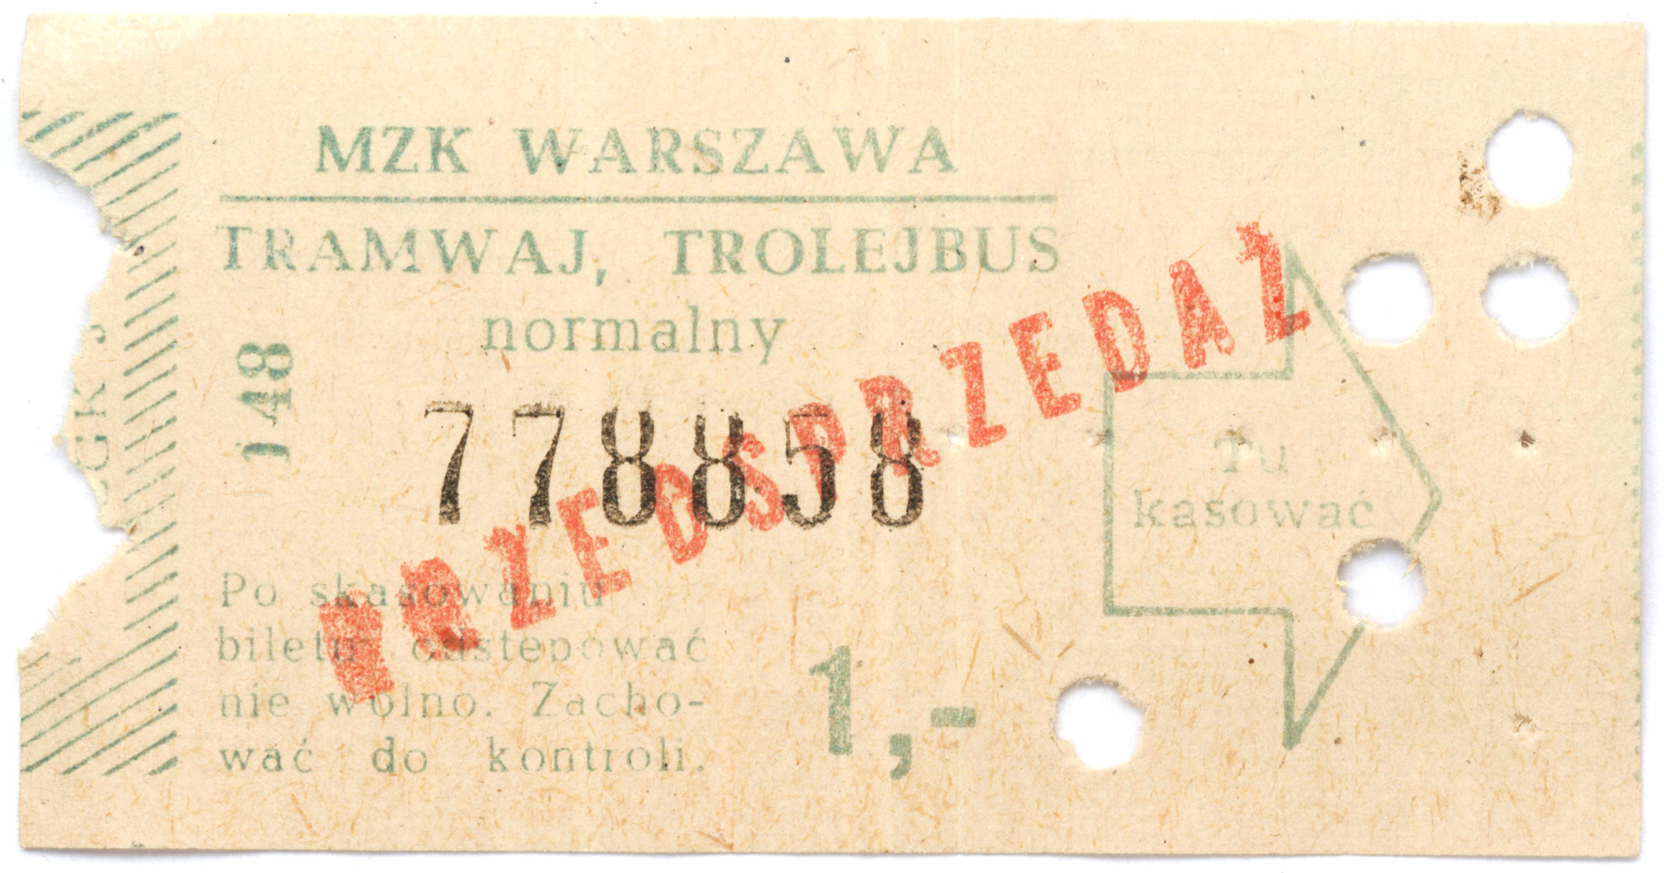 MZK WARSZAWA
TRAMWAJ, TROLEJBUS
normalny
148
778858
PRZEDSPRZEDAŻ
Tu
kasować
Po skasowaniu
biletu odstępować
nie wolno. Zacho-
wać do kontroli.
1,-